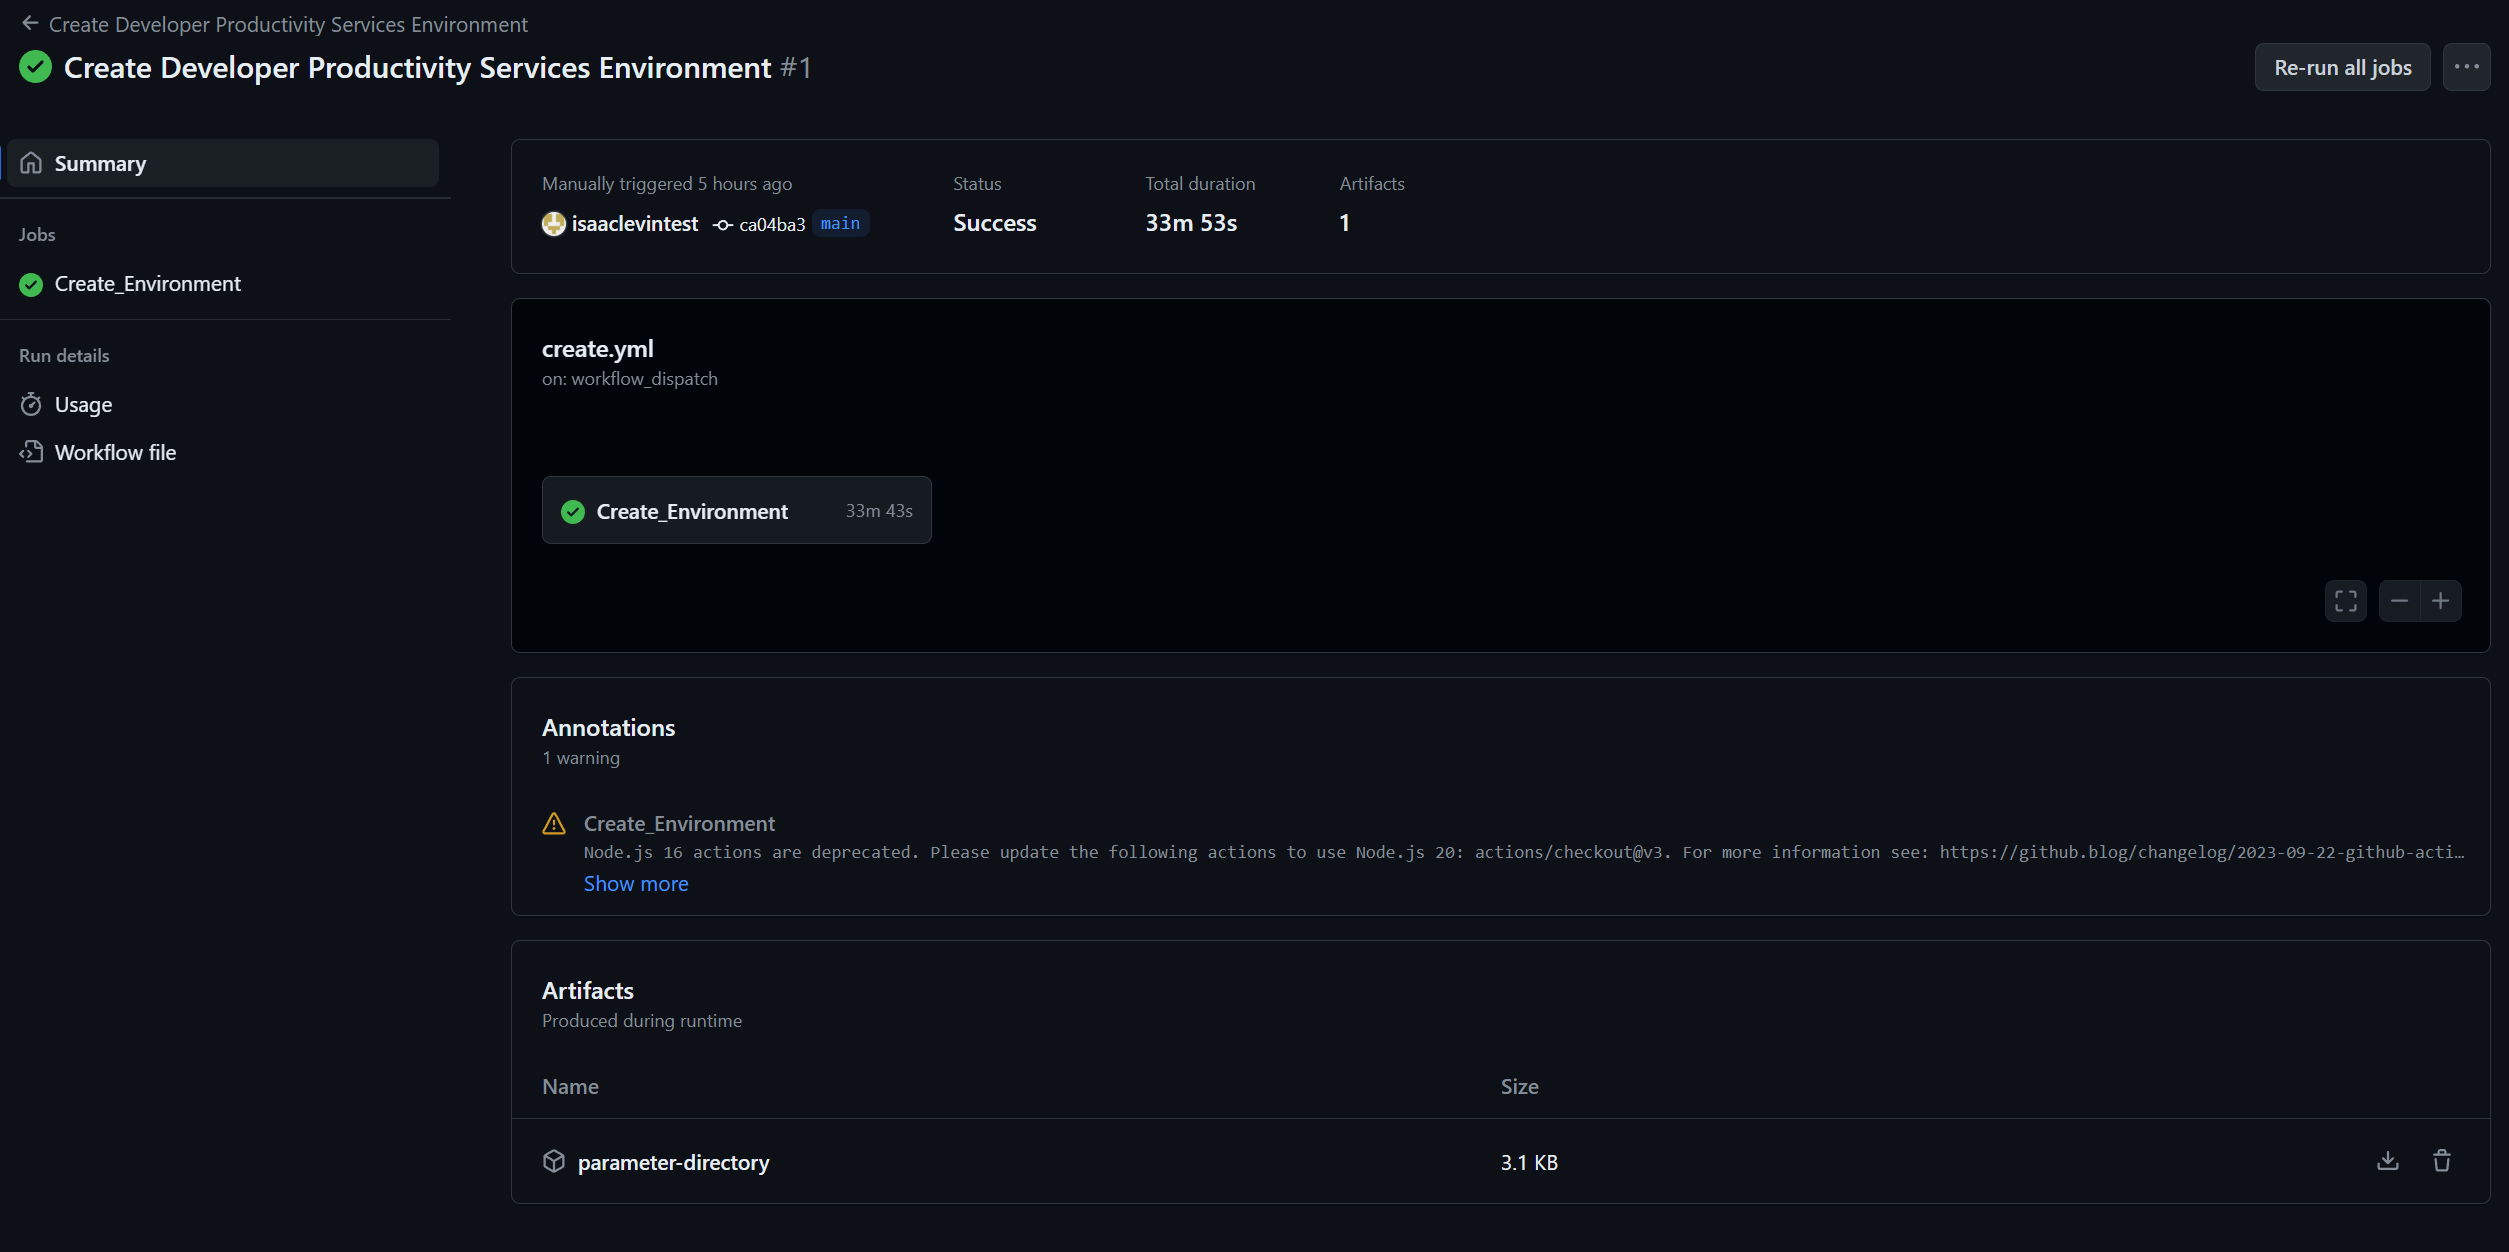 Create Developer Productivity Services Environment
Create Developer Productivity Services Environment #1
Re-run all jobs
Summary
Jobs
Create_Environment
Run details
Usage
Workflow file
Manually triggered 5 hours ago
isaaclevintest ca04ba3 main
Status
Success
Total duration
33m 53s
Artifacts
1
create.yml
on: workflow_dispatch
Create_Environment 33m 43s
Annotations
1 warning
Create_Environment
Node.js 16 actions are deprecated. Please update the following actions to use Node.js 20: actions/checkout@v3. For more information see: https://github.blog/changelog/2023-09-22-github-acti…
Show more
Artifacts
Produced during runtime
Name Size
parameter-directory 3.1 KB